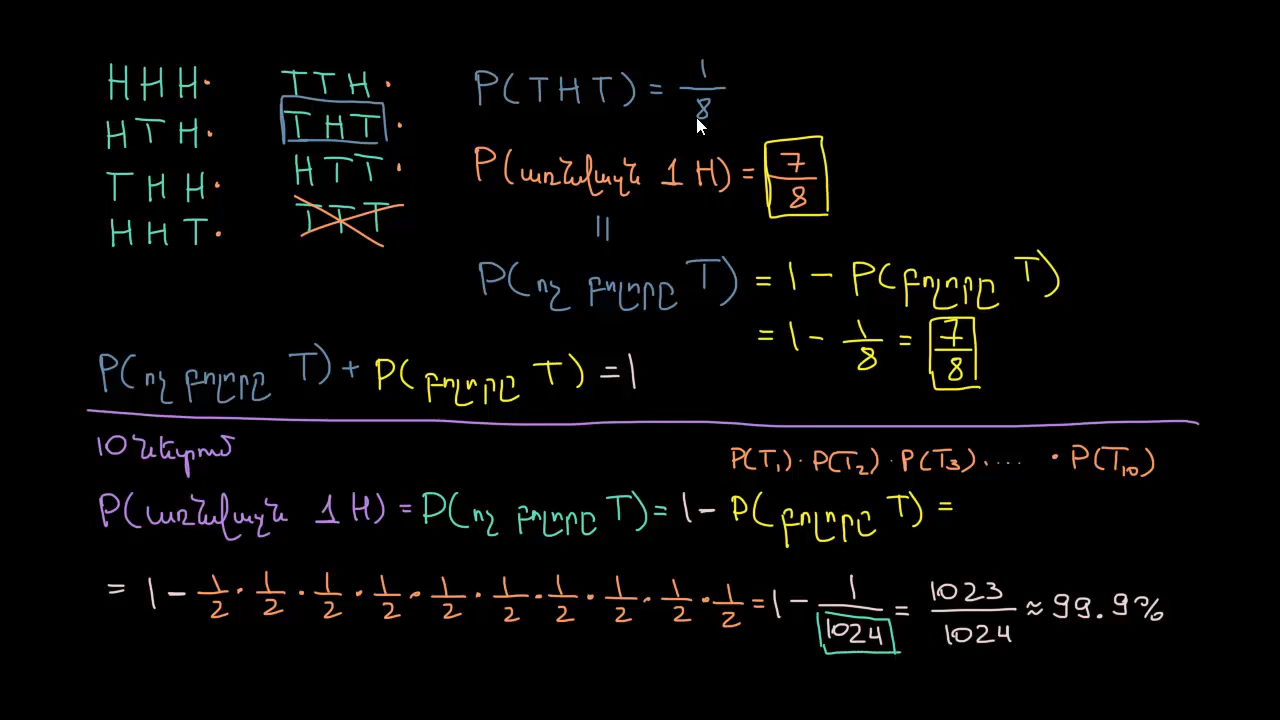 HHH· TTH·
HTH· THT·
THH· HTT·
HHT· TTT
P(THT) = 1/8
P(առնվազն 1H) = 7/8
||
P(ոչ բոլորը T) = 1 - P(բոլորը T)
= 1 - 1/8 = 7/8
P(ոչ բոլորը T) + P(բոլորը T) = 1
10 նետում
P(T₁) · P(T₂) · P(T₃) ..... · P(T₁₀)
P(առնվազն 1H) = P(ոչ բոլորը T) = 1 - P(բոլորը T) =
= 1 - 1/2 · 1/2 · 1/2 · 1/2 · 1/2 · 1/2 · 1/2 · 1/2 · 1/2 · 1/2 = 1 - 1/1024 = 1023/1024 ≈ 99.9%